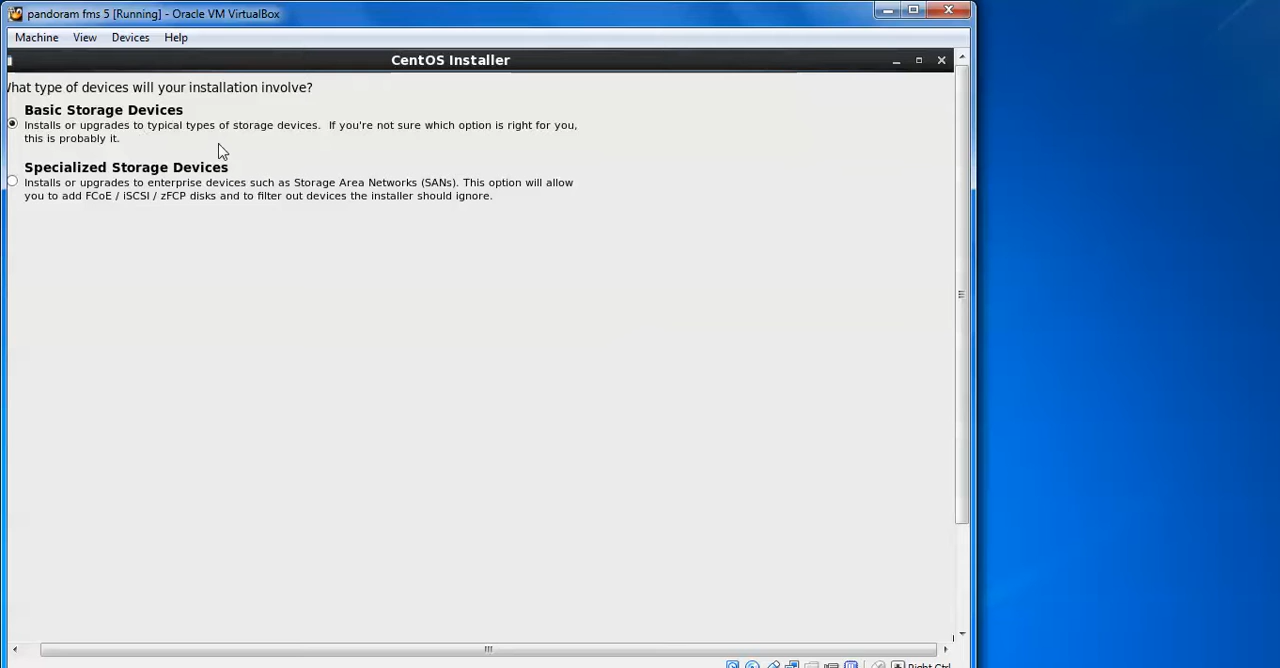 pandoram fms 5 [Running] - Oracle VM VirtualBox
Machine View Devices Help
CentOS Installer
What type of devices will your installation involve?
Basic Storage Devices
Installs or upgrades to typical types of storage devices. If you're not sure which option is right for you,
this is probably it.
Specialized Storage Devices
Installs or upgrades to enterprise devices such as Storage Area Networks (SANs). This option will allow
you to add FCoE / iSCSI / zFCP disks and to filter out devices the installer should ignore.
Right Ctrl